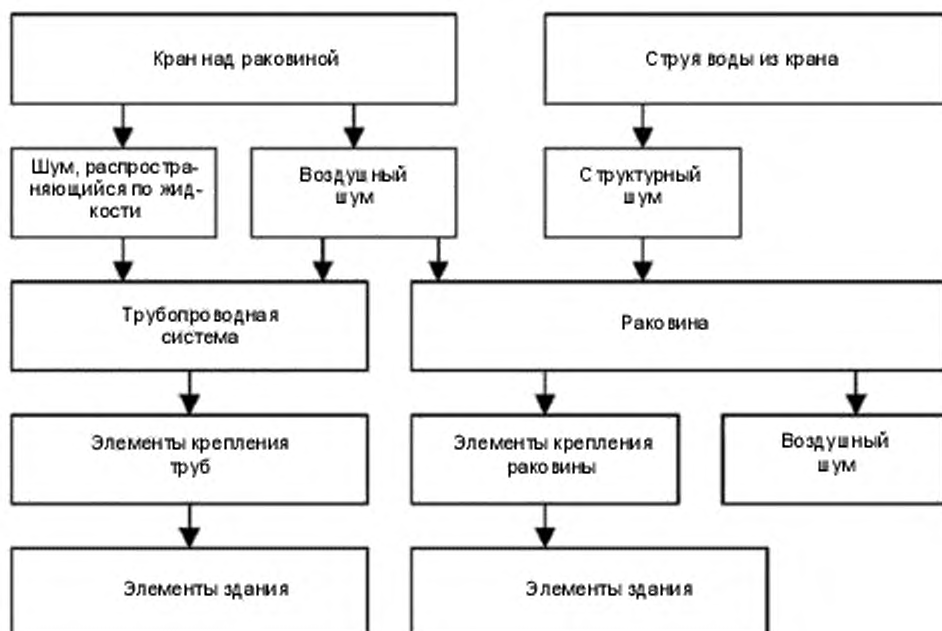 Кран над раковиной
Струя воды из крана
Шум, распростра-
няющийся по жид-
кости
Воздушный
шум
Структурный
шум
Трубопроводная
система
Раковина
Элементы крепления
труб
Элементы крепления
раковины
Воздушный
шум
Элементы здания
Элементы здания